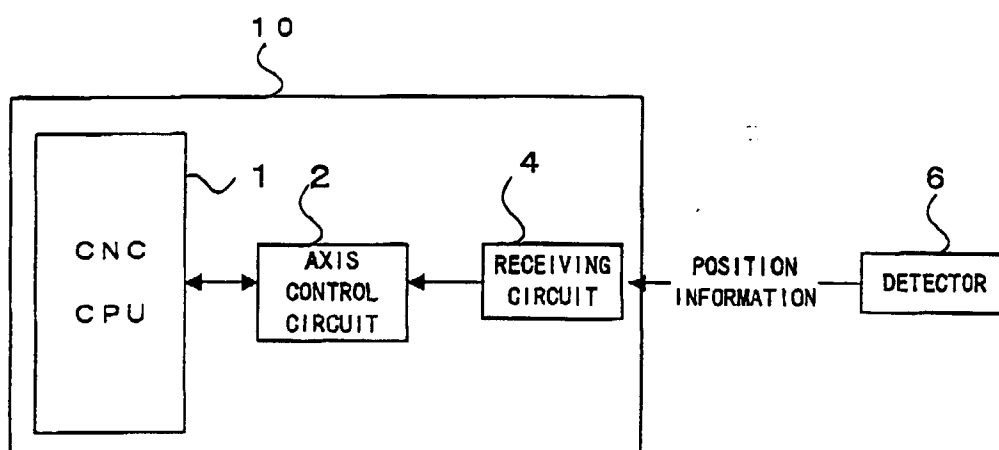 10
1
2
4
6
CNC
CPU
AXIS
CONTROL
CIRCUIT
RECEIVING
CIRCUIT
POSITION
INFORMATION
DETECTOR